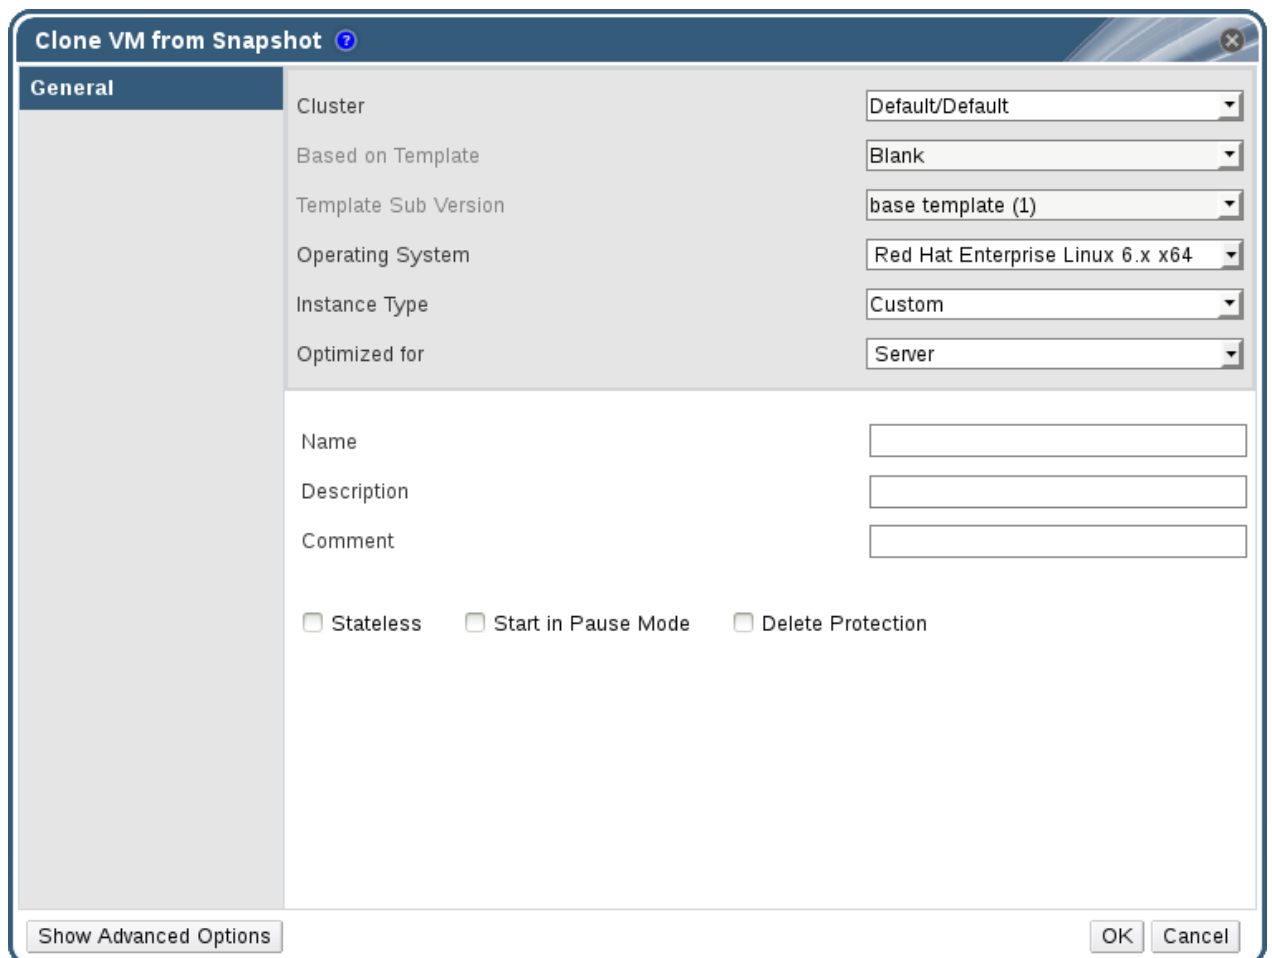 Clone VM from Snapshot ?
General
Cluster Default/Default
Based on Template Blank
Template Sub Version base template (1)
Operating System Red Hat Enterprise Linux 6.x x64
Instance Type Custom
Optimized for Server
Name
Description
Comment
Stateless Start in Pause Mode Delete Protection
Show Advanced Options OK Cancel